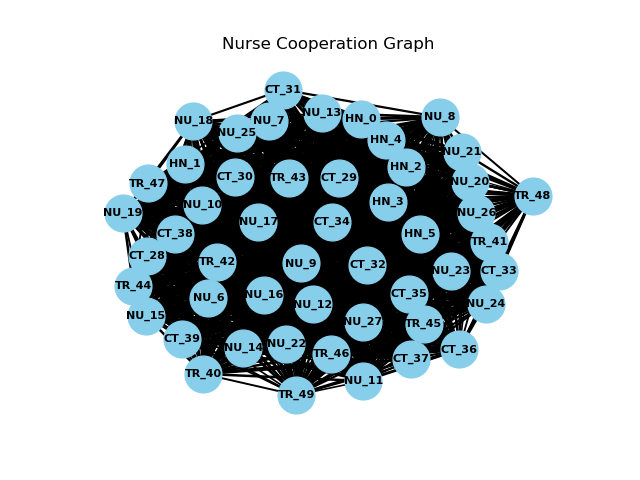 Nurse Cooperation Graph
CT_31
NU_18
NU_25
NU_7
NU_13
HN_0
HN_4
NU_8
HN_1
HN_2
NU_21
TR_47
CT_30
TR_43
CT_29
NU_20
TR_48
NU_19
NU_10
NU_17
CT_34
HN_3
NU_26
CT_38
HN_5
TR_41
CT_28
TR_42
NU_9
CT_32
NU_23
CT_33
TR_44
NU_6
NU_16
NU_12
CT_35
NU_24
NU_15
CT_39
NU_14
NU_22
TR_46
NU_27
TR_45
CT_37
CT_36
TR_40
TR_49
NU_11